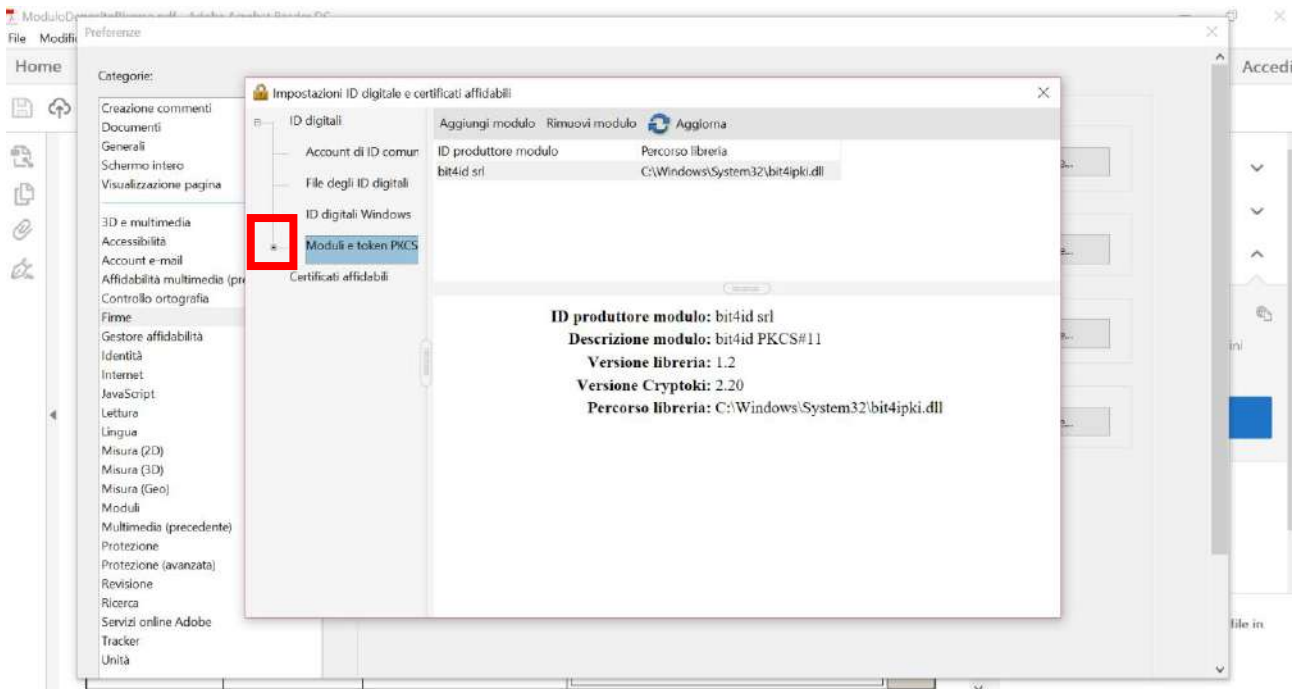 File Modifi
Preferenze
Home
Accedi
Categorie:
Creazione commenti
Documenti
Generali
Schermo intero
Visualizzazione pagina
3D e multimedia
Accessibilità
Account e-mail
Affidabilità multimedia (pre
Controllo ortografia
Firme
Gestore affidabilità
Identità
Internet
JavaScript
Lettura
Lingua
Misura (2D)
Misura (3D)
Misura (Geo)
Moduli
Multimedia (precedente)
Protezione
Protezione (avanzata)
Revisione
Ricerca
Servizi online Adobe
Tracker
Unità
Impostazioni ID digitale e certificati affidabili
ID digitali
Account di ID comun
File degli ID digitali
ID digitali Windows
Moduli e token PKCS
Certificati affidabili
Aggiungi modulo Rimuovi modulo Aggiorna
ID produttore modulo Percorso libreria
bit4id srl C:\Windows\System32\bit4ipki.dll
ID produttore modulo: bit4id srl
Descrizione modulo: bit4id PKCS#11
Versione libreria: 1.2
Versione Cryptoki: 2.20
Percorso libreria: C:\Windows\System32\bit4ipki.dll
ini
file in